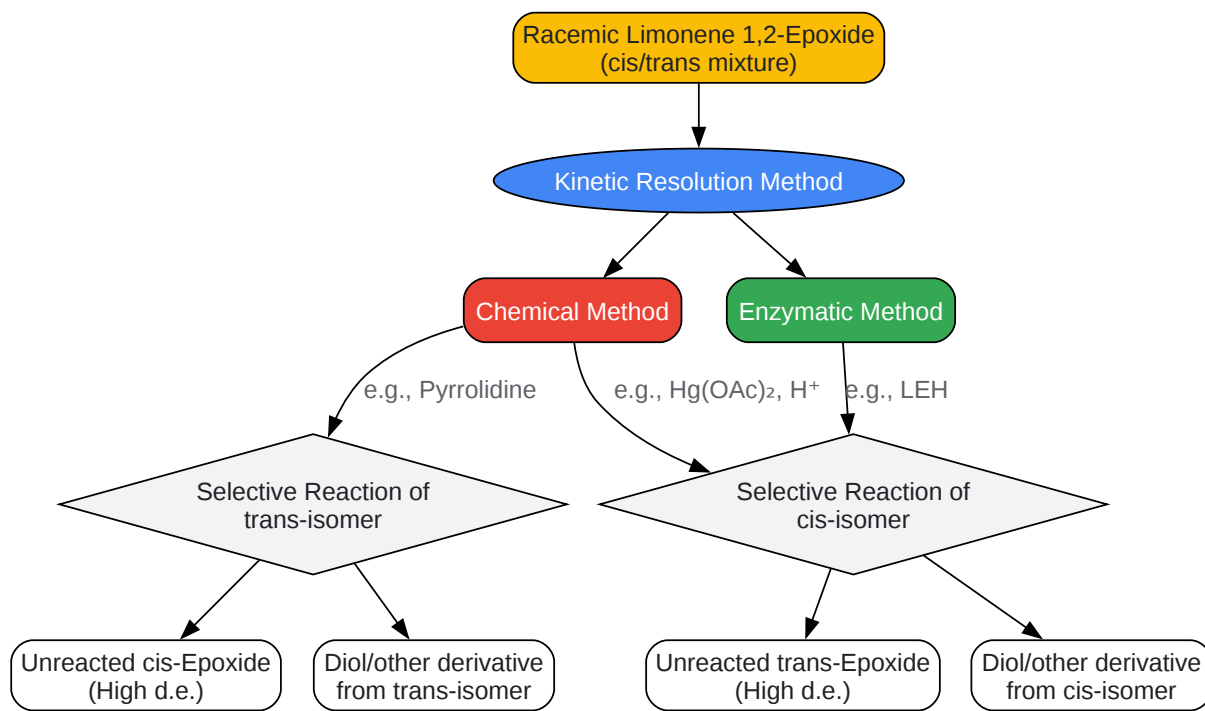 Racemic Limonene 1,2-Epoxide
(cis/trans mixture)
Kinetic Resolution Method
Chemical Method
Enzymatic Method
e.g., Pyrrolidine
e.g., Hg(OAc)₂, H⁺
e.g., LEH
Selective Reaction of
trans-isomer
Selective Reaction of
cis-isomer
Unreacted cis-Epoxide
(High d.e.)
Diol/other derivative
from trans-isomer
Unreacted trans-Epoxide
(High d.e.)
Diol/other derivative
from cis-isomer